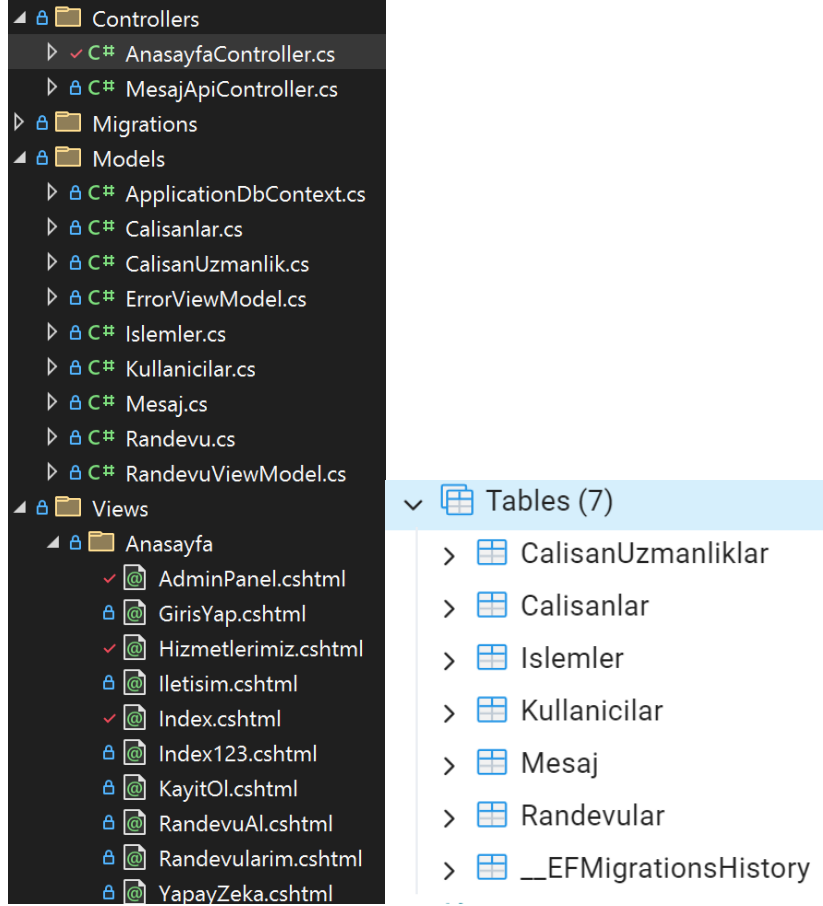 Controllers
C# AnasayfaController.cs
C# MesajApiController.cs
Migrations
Models
C# ApplicationDbContext.cs
C# Calisanlar.cs
C# CalisanUzmanlik.cs
C# ErrorViewModel.cs
C# Islemler.cs
C# Kullanicilar.cs
C# Mesaj.cs
C# Randevu.cs
C# RandevuViewModel.cs
Views
Anasayfa
@ AdminPanel.cshtml
@ GirisYap.cshtml
@ Hizmetlerimiz.cshtml
@ Iletisim.cshtml
@ Index.cshtml
@ Index123.cshtml
@ KayitOl.cshtml
@ RandevuAl.cshtml
@ Randevularim.cshtml
@ YapayZeka.cshtml
Tables (7)
CalisanUzmanliklar
Calisanlar
Islemler
Kullanicilar
Mesaj
Randevular
__EFMigrationsHistory